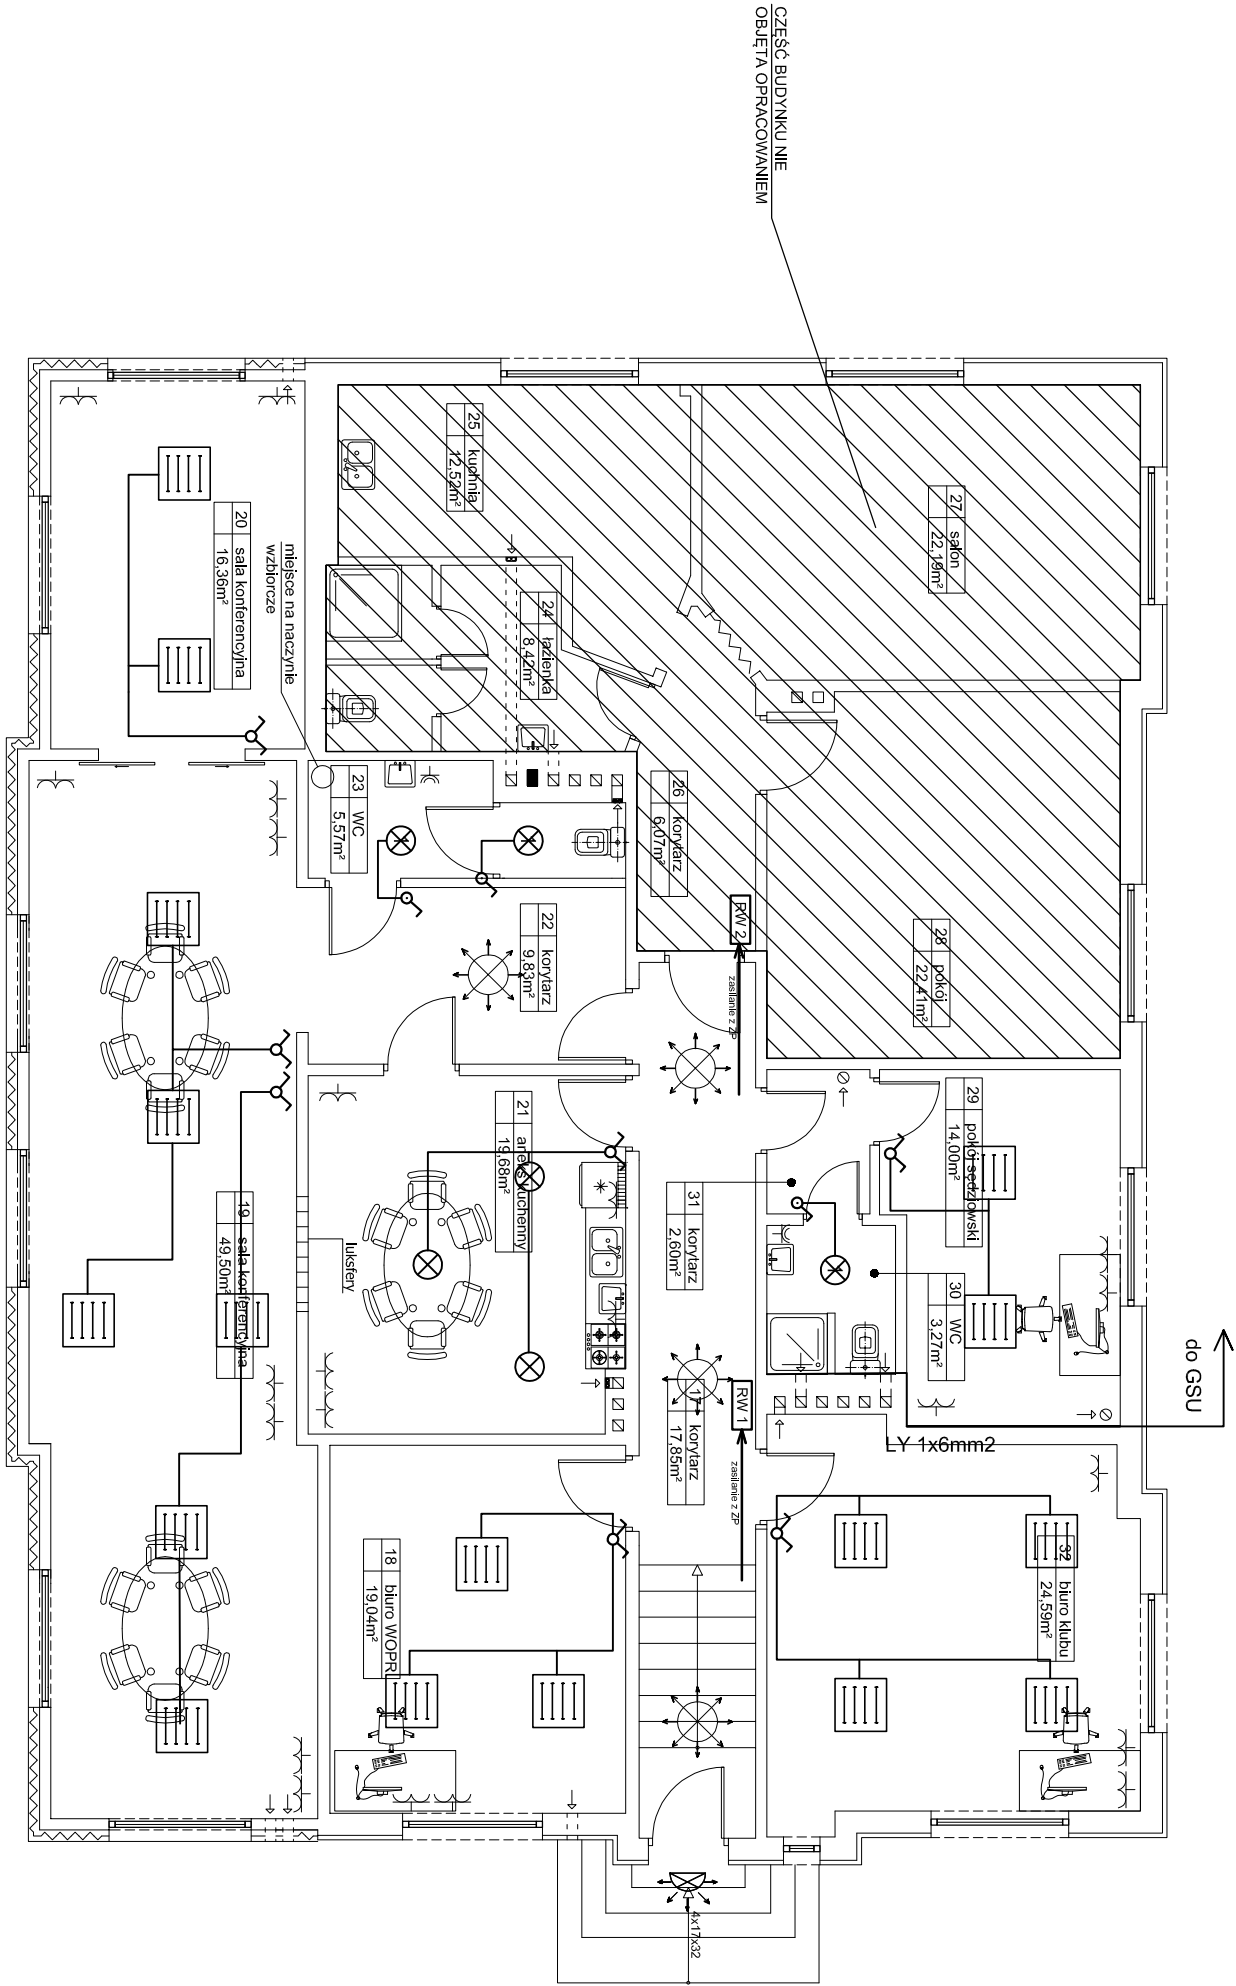 CZĘŚĆ BUDYNKU NIE
OBJĘTA OPRACOWANIEM
27 salon
22,19m²
25 kuchnia
12,52m²
24 łazienka
8,42m²
20 sala konferencyjna
16,36m²
miejsce na naczynie
wzbiorcze
26 korytarz
6,07m²
23 WC
5,57m²
28 pokój
22,41m²
RW 2
zasilanie z ZP
22 korytarz
9,83m²
29 pokój sędziowski
14,00m²
21 aneks kuchenny
19,68m²
31 korytarz
2,60m²
30 WC
3,27m²
19 sala konferencyjna
49,50m²
luksfery
do GSU
LY 1x6mm2
17 korytarz
17,85m²
RW 1
zasilanie z ZP
32 biuro klubu
24,59m²
18 biuro WOPR
19,04m²
4x17x32